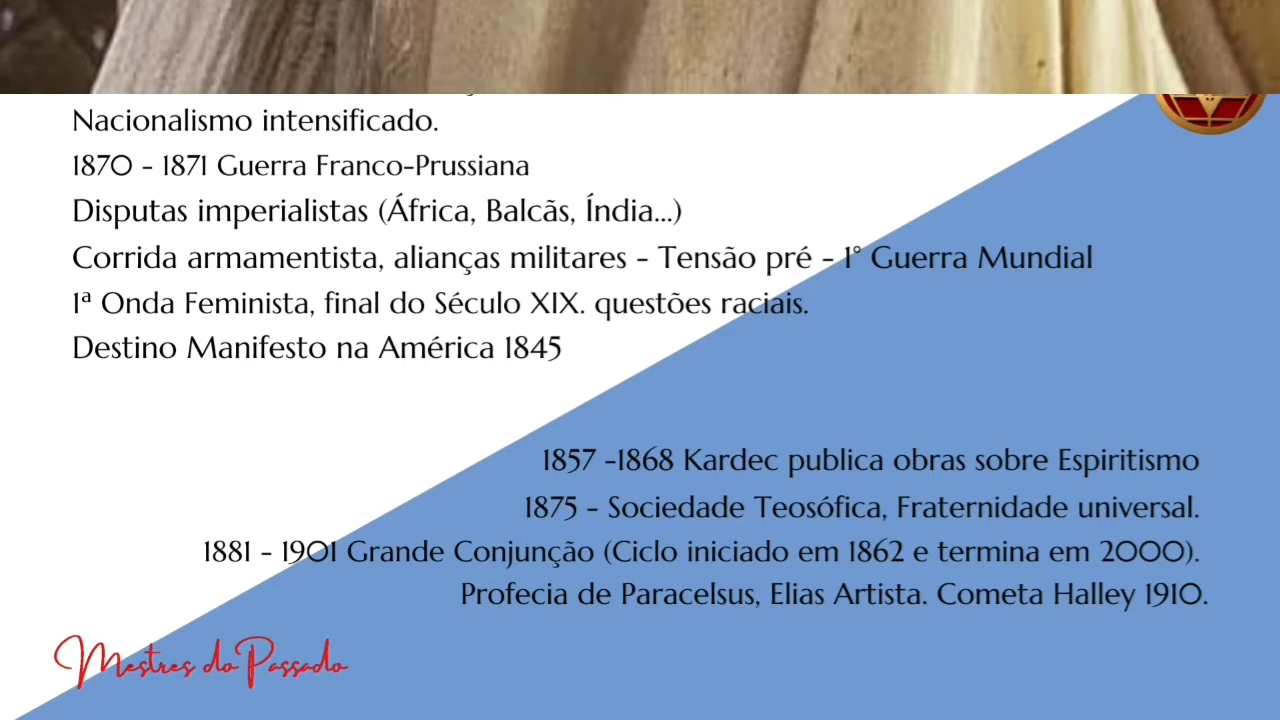 Nacionalismo intensificado.
1870 - 1871 Guerra Franco-Prussiana
Disputas imperialistas (África, Balcãs, Índia...)
Corrida armamentista, alianças militares - Tensão pré - 1° Guerra Mundial
1ª Onda Feminista, final do Século XIX. questões raciais.
Destino Manifesto na América 1845
1857 -1868 Kardec publica obras sobre Espiritismo
1875 - Sociedade Teosófica, Fraternidade universal.
1881 - 1901 Grande Conjunção (Ciclo iniciado em 1862 e termina em 2000).
Profecia de Paracelsus, Elias Artista. Cometa Halley 1910.
Mestres do Passado